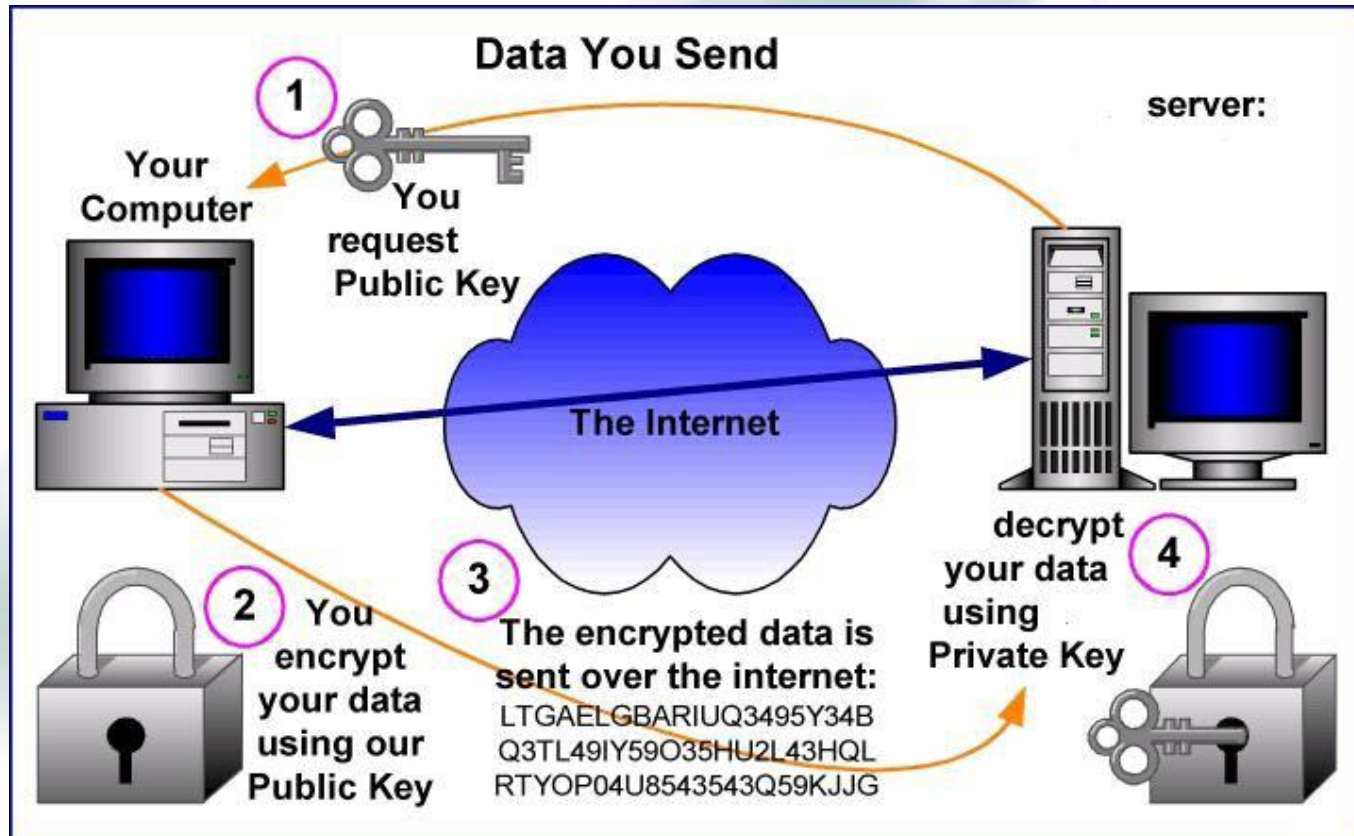 Data You Send
server:
1
Your
Computer
You
request
Public Key
The Internet
2
You
encrypt
your data
using our
Public Key
3
The encrypted data is
sent over the internet:
LTGAELGBARIUQ3495Y34B
Q3TL49IY59O35HU2L43HQL
RTYOP04U8543543Q59KJJG
decrypt
your data
using
Private Key
4